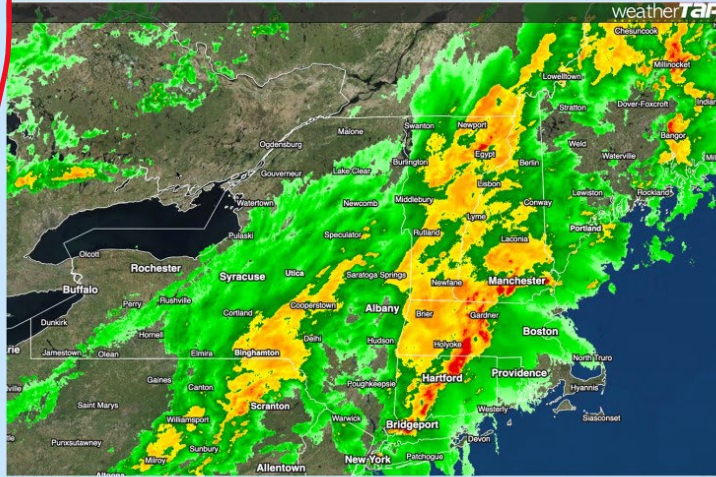 weatherTAP
Chesuncook
Millinocket
Lowelltown
Stratton Dover-Foxcroft
Swanton Newport
Malone
Bangor
Ogdensburg
Weld
Egypt Waterville
Burlington Berlin
Gouverneur Lake Clear
Lisbon
Lewiston Rockland
Watertown Newcomb Middlebury Conway
Lyme
Portland
Pulaski Speculator Rutland
Laconia
Olcott
Rochester
Syracuse Utica Saratoga Springs Newfane
Manchester
Buffalo
Perry Rushville
Cooperstown
Albany Brier Gardner
Cortland
Dunkirk
Boston
Hornell
Delhi Hudson Holyoke
Jamestown Olean Elmira Binghamton
North Truro
Providence
Gaines Hartford
Canton Poughkeepsie Hyannis
Saint Marys Scranton Westerly
Williamsport Warwick Siasconset
Bridgeport
Punxsutawney Sunbury Devon
Milroy New York Patchogue
Allentown
Altoona